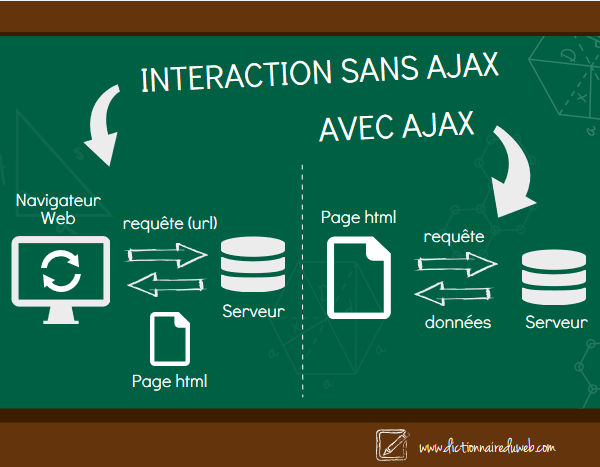 INTERACTION SANS AJAX
AVEC AJAX
Navigateur
Web
requête (url)
Serveur
Page html
Page html
requête
données
Serveur
www.dictionnaireduweb.com